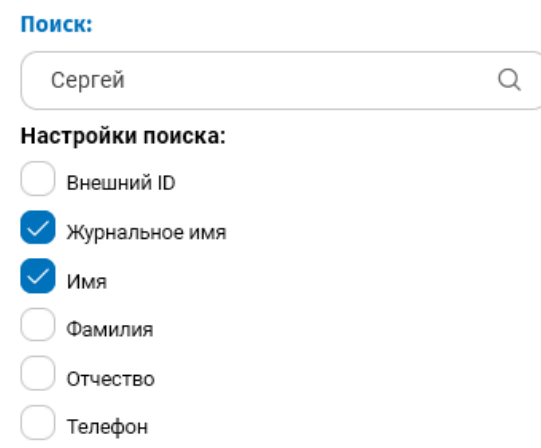 Поиск:
Сергей
Настройки поиска:
Внешний ID
Журнальное имя
Имя
Фамилия
Отчество
Телефон